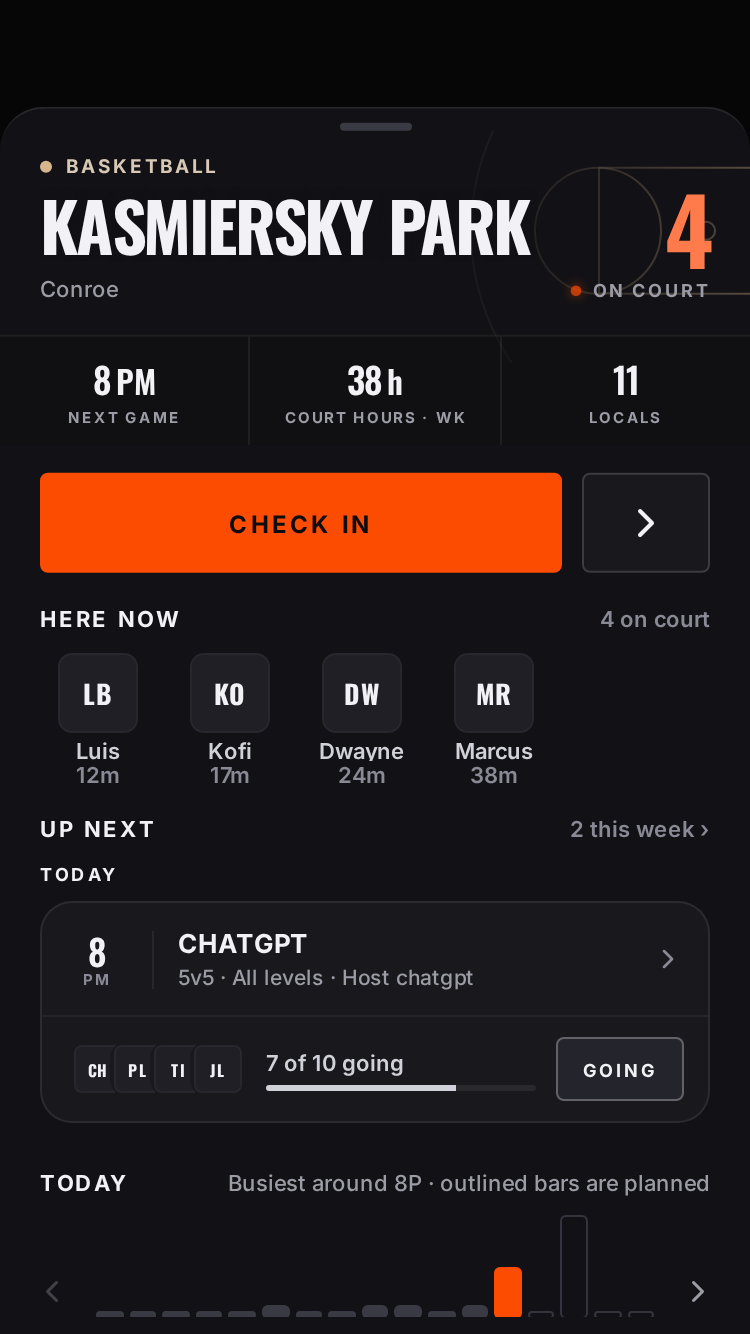 BASKETBALL
KASMIERSKY PARK
4
Conroe
ON COURT
8 PM
NEXT GAME
38 h
COURT HOURS · WK
11
LOCALS
CHECK IN
HERE NOW
4 on court
LB
KO
DW
MR
Luis
Kofi
Dwayne
Marcus
12m
17m
24m
38m
UP NEXT
2 this week ›
TODAY
8
PM
CHATGPT
5v5 · All levels · Host chatgpt
CH
PL
TI
JL
7 of 10 going
GOING
TODAY
Busiest around 8P · outlined bars are planned